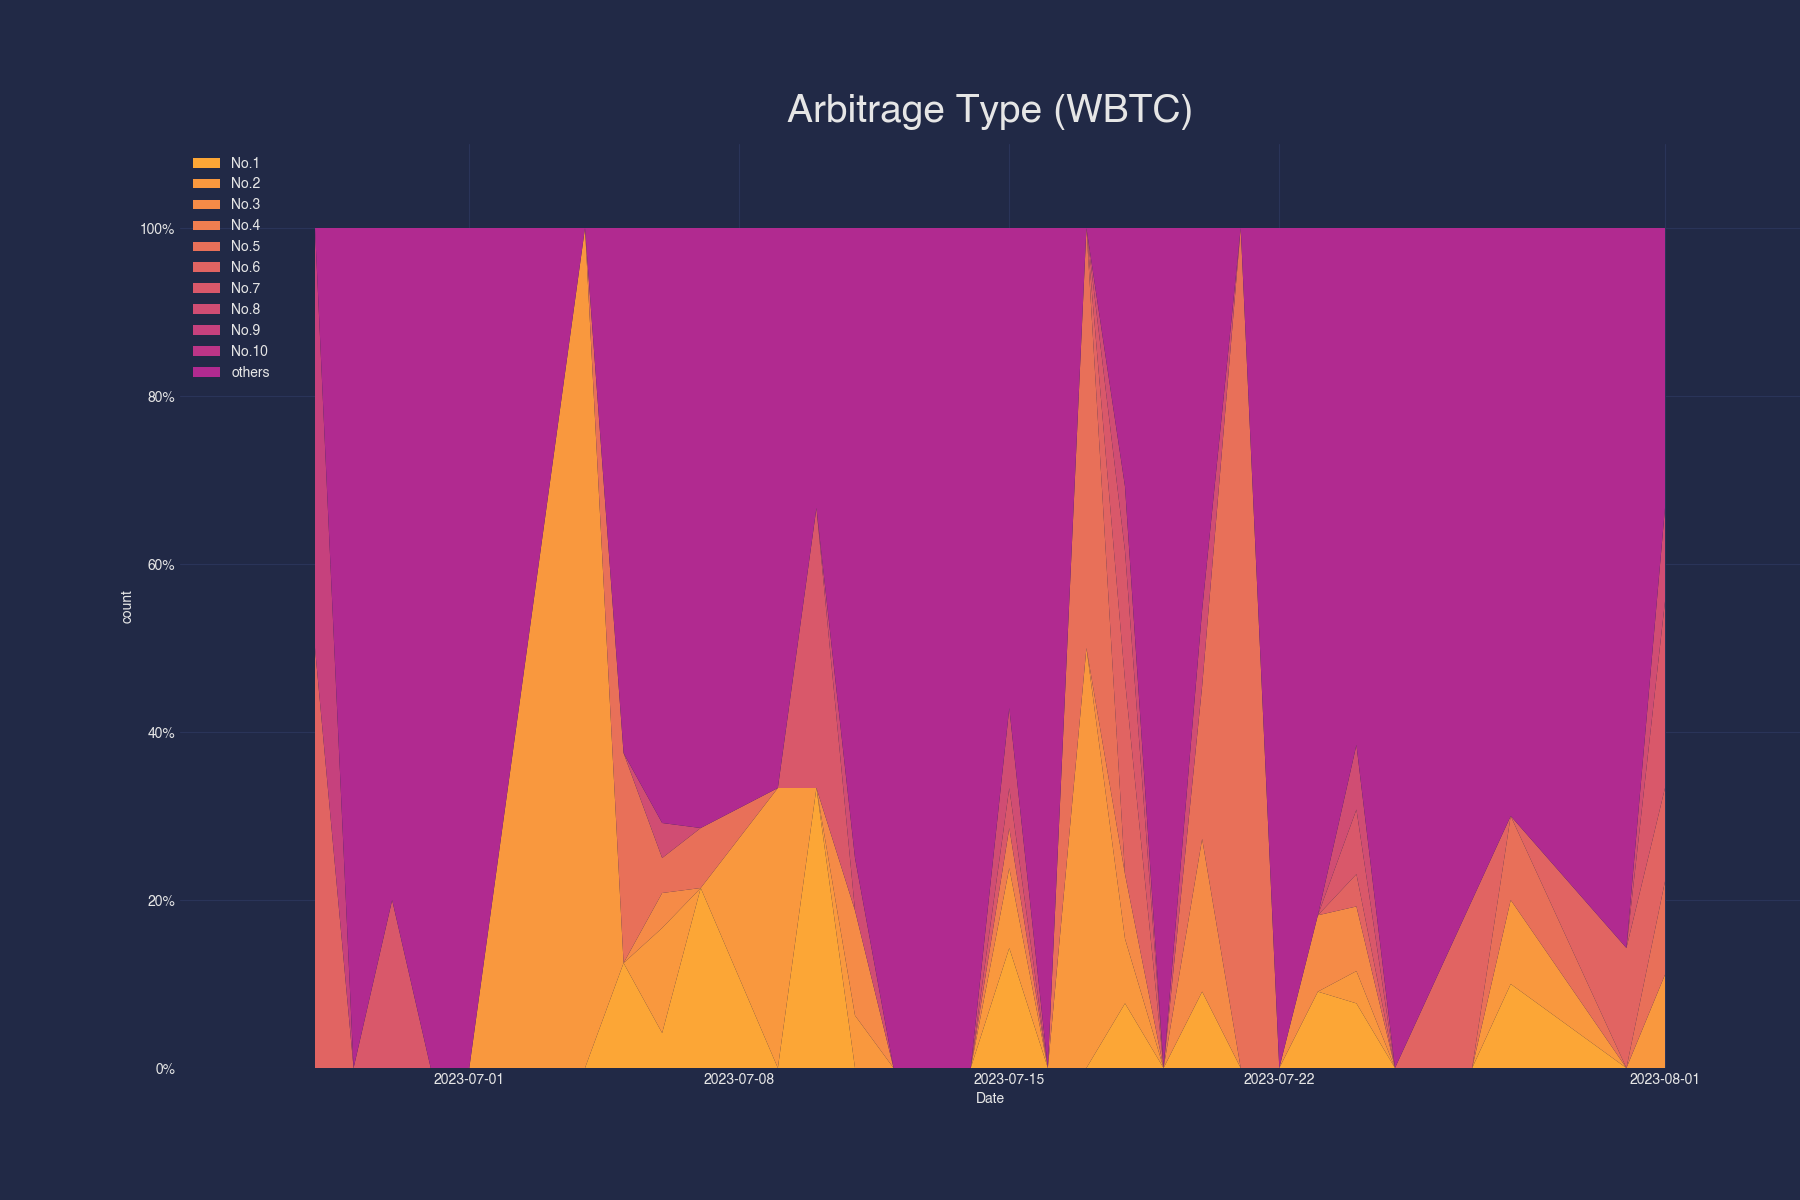 Arbitrage Type (WBTC)
No.1
No.2
No.3
No.4
No.5
No.6
No.7
No.8
No.9
No.10
others
100%
80%
60%
40%
20%
0%
count
2023-07-01
2023-07-08
2023-07-15
2023-07-22
2023-08-01
Date